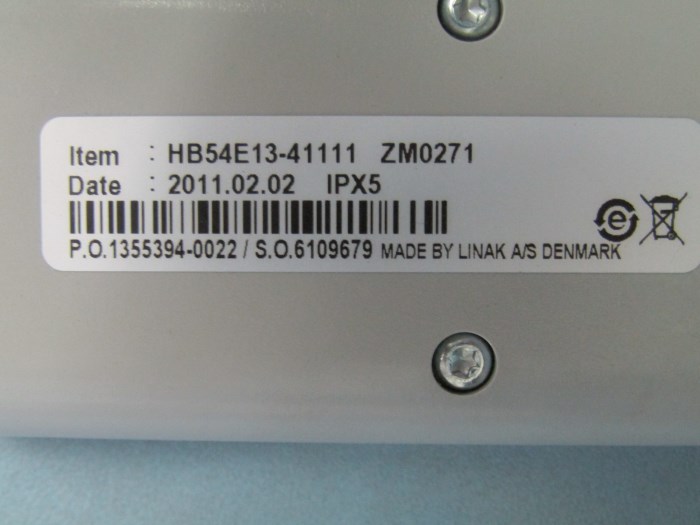 Item : HB54E13-41111 ZM0271
Date : 2011.02.02 IPX5
P.O.1355394-0022 / S.O.6109679 MADE BY LINAK A/S DENMARK